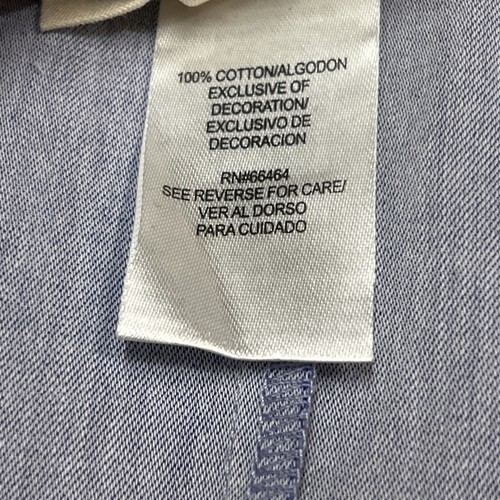 100% COTTON/ALGODON
EXCLUSIVE OF
DECORATION/
EXCLUSIVO DE
DECORACION
RN#66464
SEE REVERSE FOR CARE/
VER AL DORSO
PARA CUIDADO